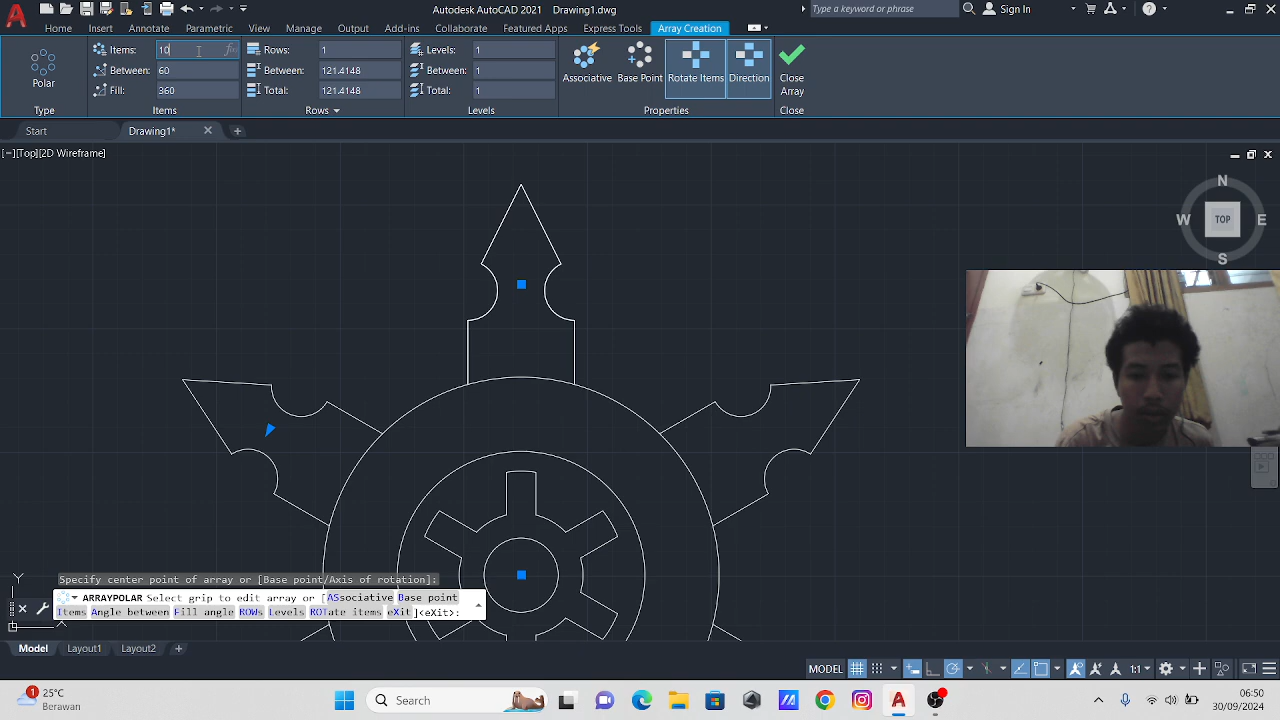 Autodesk AutoCAD 2021 Drawing1.dwg
Type a keyword or phrase
Sign In
Home Insert Annotate Parametric View Manage Output Add-ins Collaborate Featured Apps Express Tools Array Creation
Items: 10
Between: 60
Fill: 360
Rows: 1
Between: 121.4148
Total: 121.4148
Levels: 1
Between: 1
Total: 1
Polar
Associative Base Point Rotate Items Direction Close
Array
Type Items Rows Levels Properties Close
Start Drawing1*
[−][Top][2D Wireframe]
N
W TOP E
S
Y
X
Specify center point of array or [Base point/Axis of rotation]:
ARRAYPOLAR Select grip to edit array or [ASsociative Base point
Items Angle between Fill angle ROWs Levels ROTate items eXit]<eXit>:
Model Layout1 Layout2
MODEL 1:1
1 25°C
Berawan
Search
06:50
30/09/2024